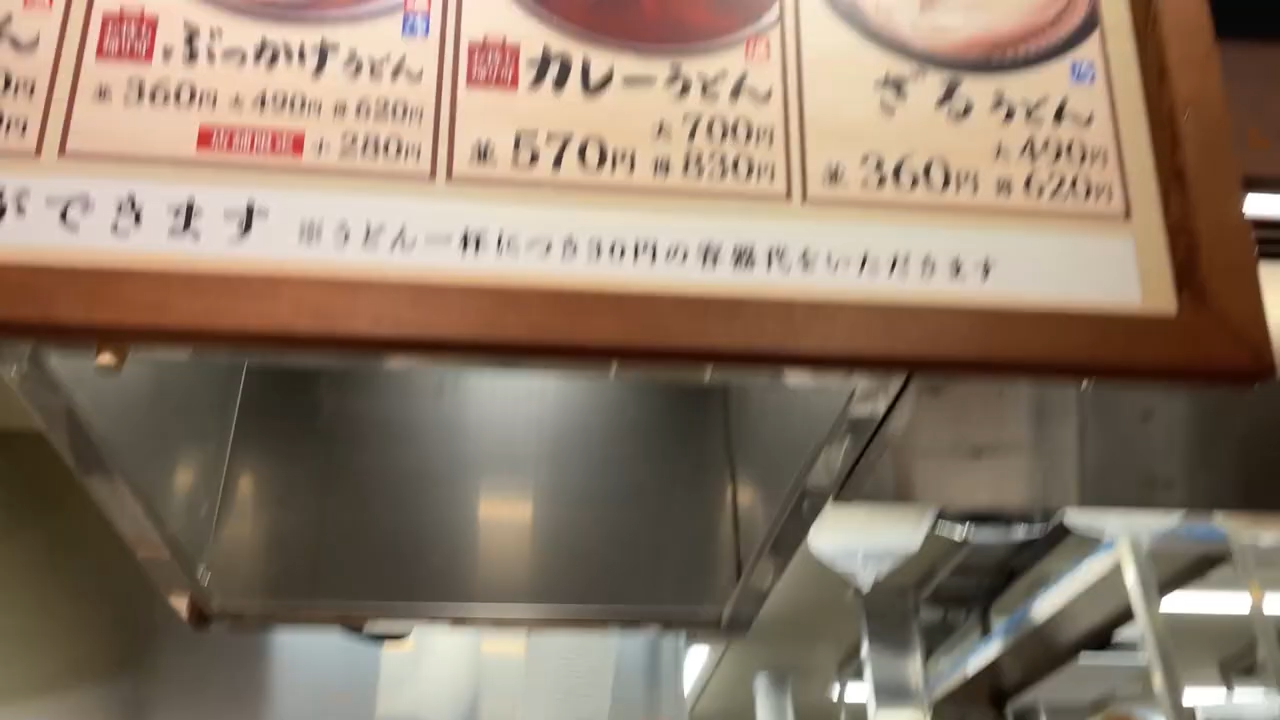 ぶっかけうどん
並360円 大490円 得620円
280円
カレーうどん
並570円 大700円 得830円
ざるうどん
並360円 大490円 得620円
ができます ※うどん一杯につき30円の容器代をいただきます